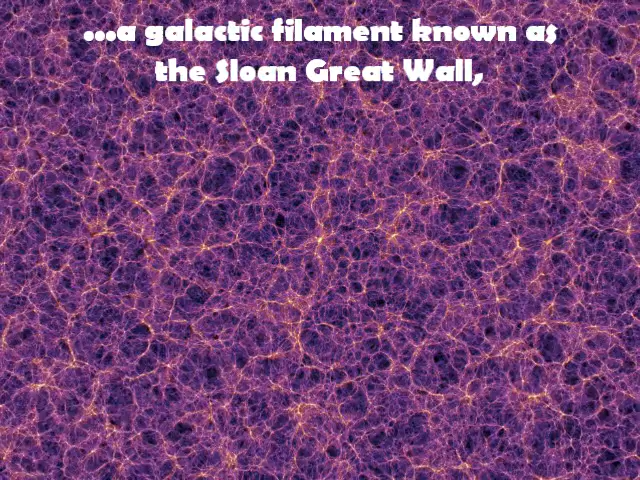 ...a galactic filament known as
the Sloan Great Wall,